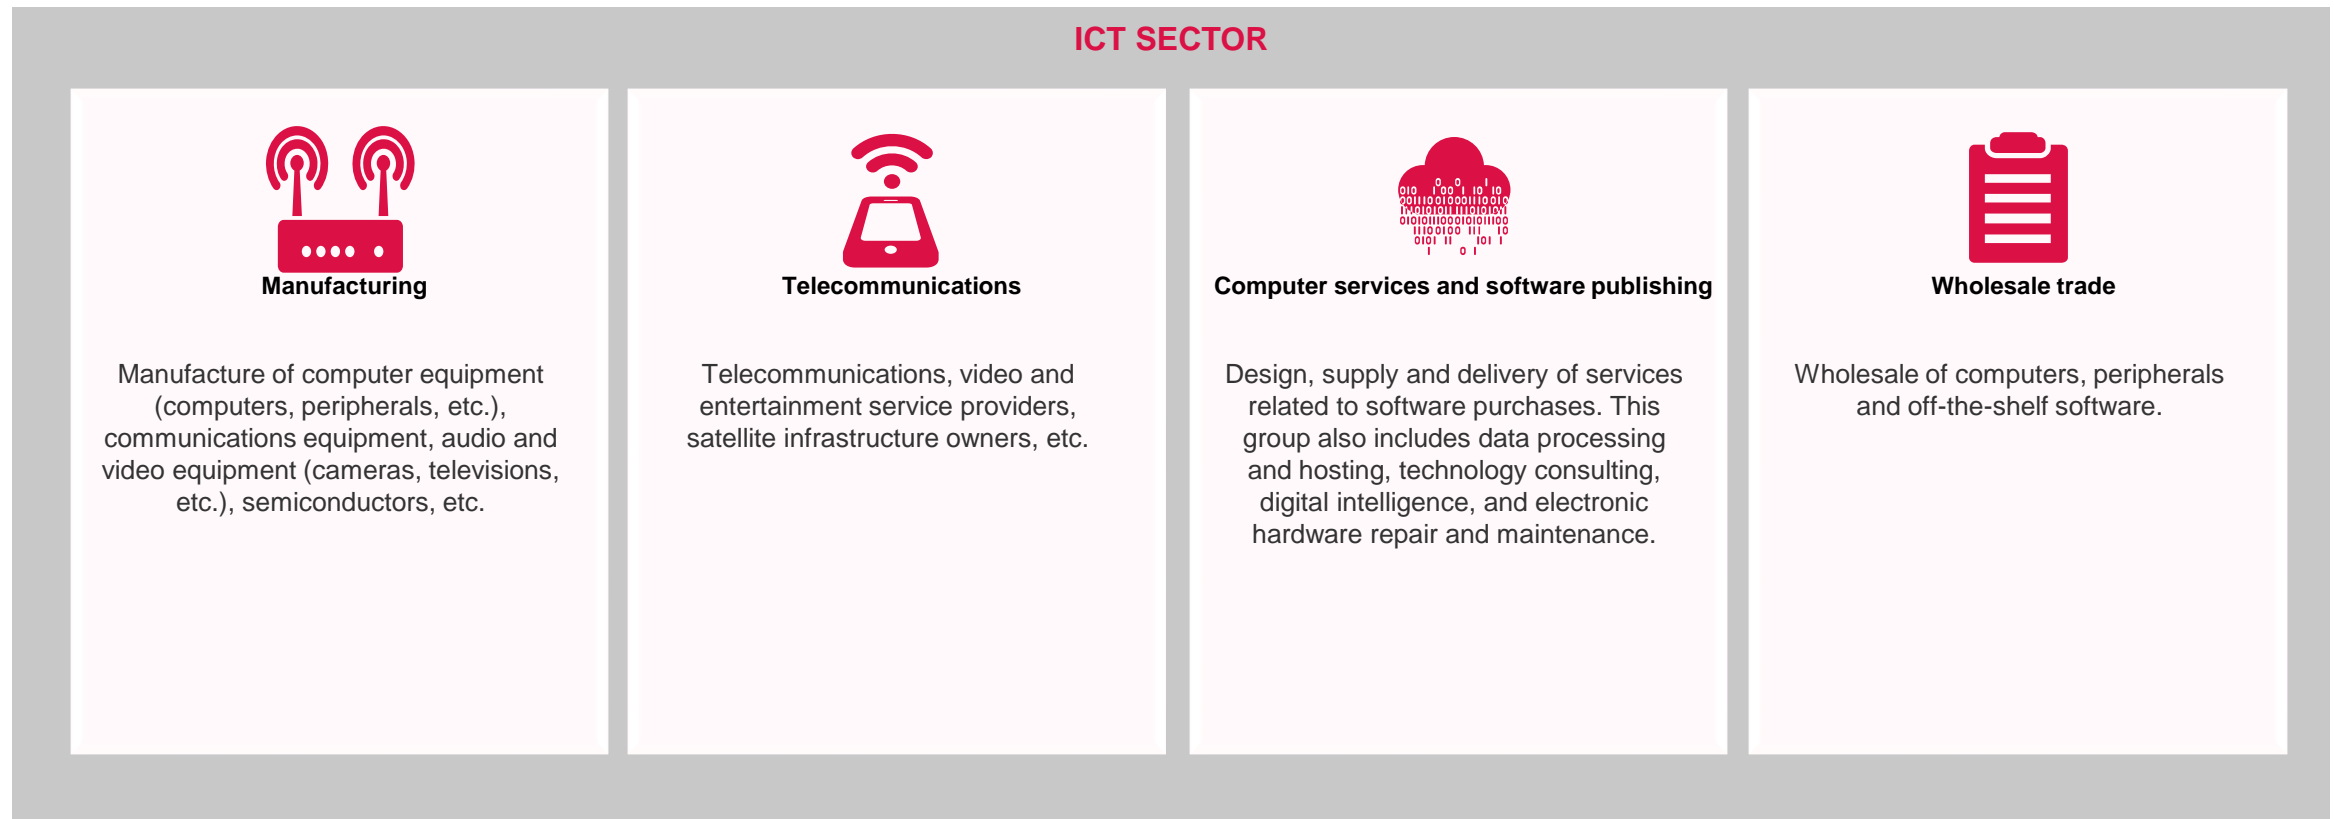 ICT SECTOR
Manufacturing
Manufacture of computer equipment
(computers, peripherals, etc.),
communications equipment, audio and
video equipment (cameras, televisions,
etc.), semiconductors, etc.
Telecommunications
Telecommunications, video and
entertainment service providers,
satellite infrastructure owners, etc.
Computer services and software publishing
Design, supply and delivery of services
related to software purchases. This
group also includes data processing
and hosting, technology consulting,
digital intelligence, and electronic
hardware repair and maintenance.
Wholesale trade
Wholesale of computers, peripherals
and off-the-shelf software.